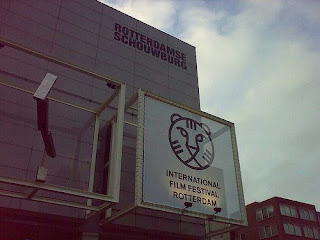 ROTTERDAMSE
SCHOUWBURG
INTERNATIONAL
FILM FESTIVAL
ROTTERDAM